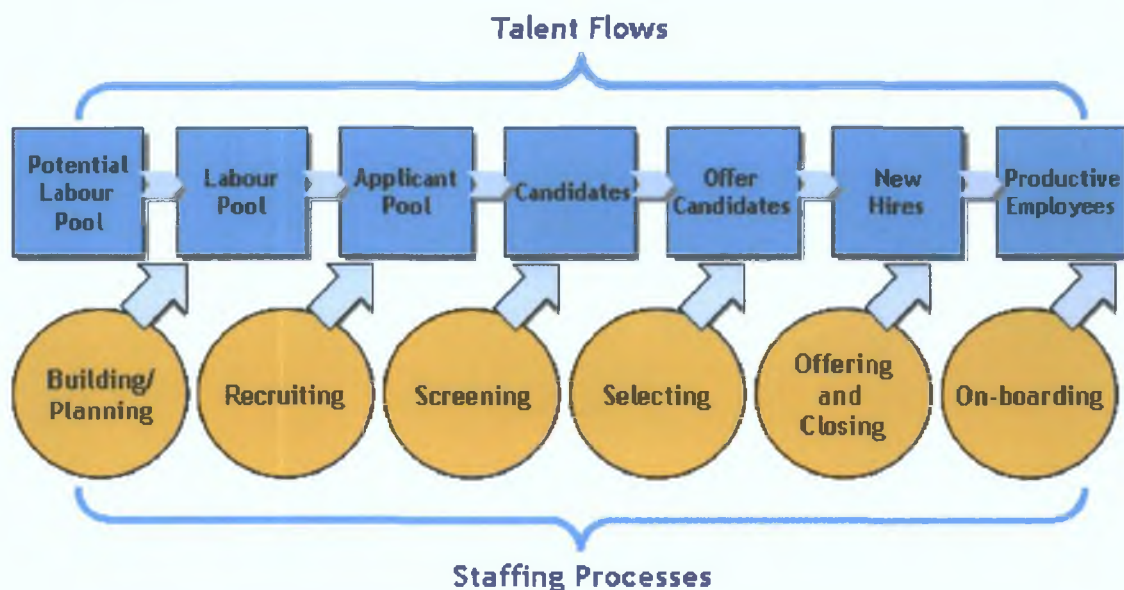 Talent Flows
Potential
Labour
Pool
Labour
Pool
Applicant
Pool
Candidates
Offer
Candidates
New
Hires
Productive
Employees
Building/
Planning
Recruiting
Screening
Selecting
Offering
and
Closing
On-boarding
Staffing Processes